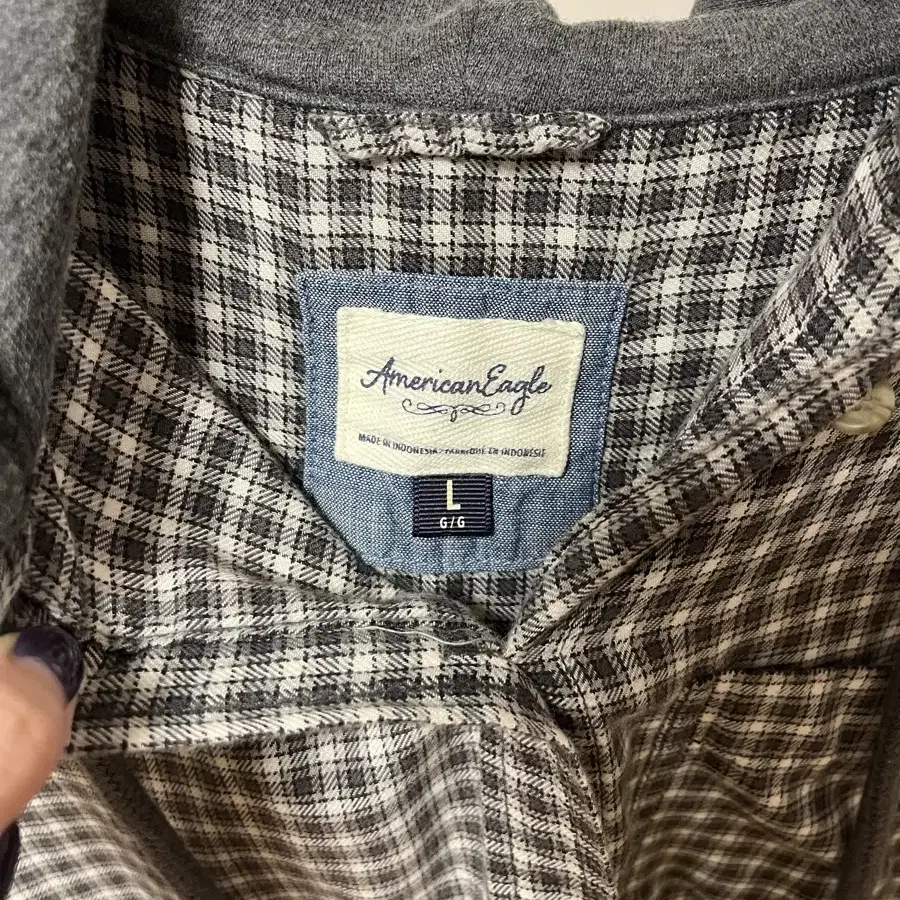 AmericanEagle
MADE IN INDONESIA / FABRIQUÉ EN INDONÉSIE
L
G/G